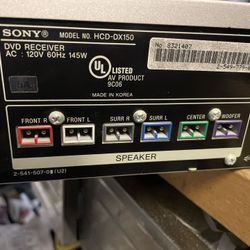 SONY® MODEL NO. HCD-DX150
DVD RECEIVER
AC : 120V 60Hz 145W
UL® LISTED
AV PRODUCT
9C06
MADE IN KOREA
No. 8321407
FRONT R FRONT L SURR R SURR L CENTER WOOFER
SPEAKER
2-541-507-0 (U2)